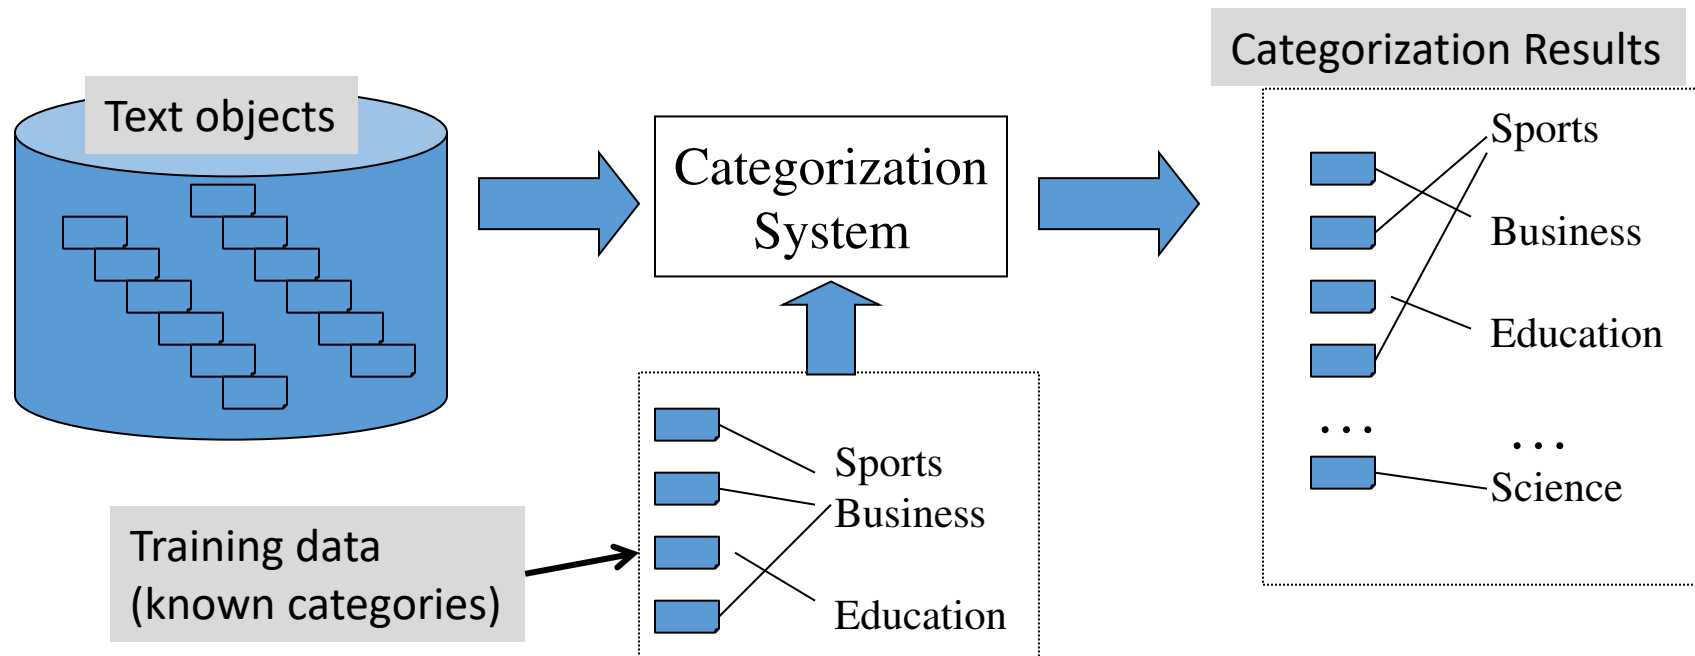 Text objects
Categorization
System
Categorization Results
Sports
Business
Education
...
...
Science
Training data
(known categories)
Sports
Business
Education